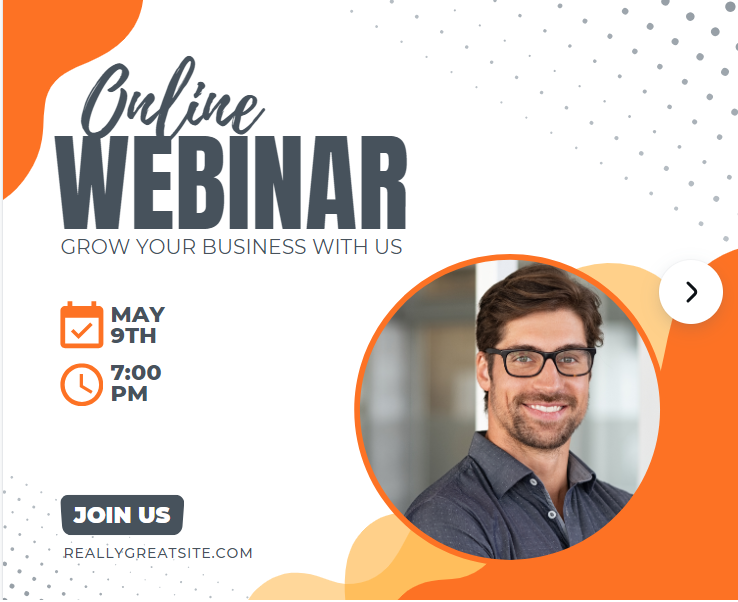 Online
WEBINAR
GROW YOUR BUSINESS WITH US
MAY
9TH
7:00
PM
JOIN US
REALLYGREATSITE.COM